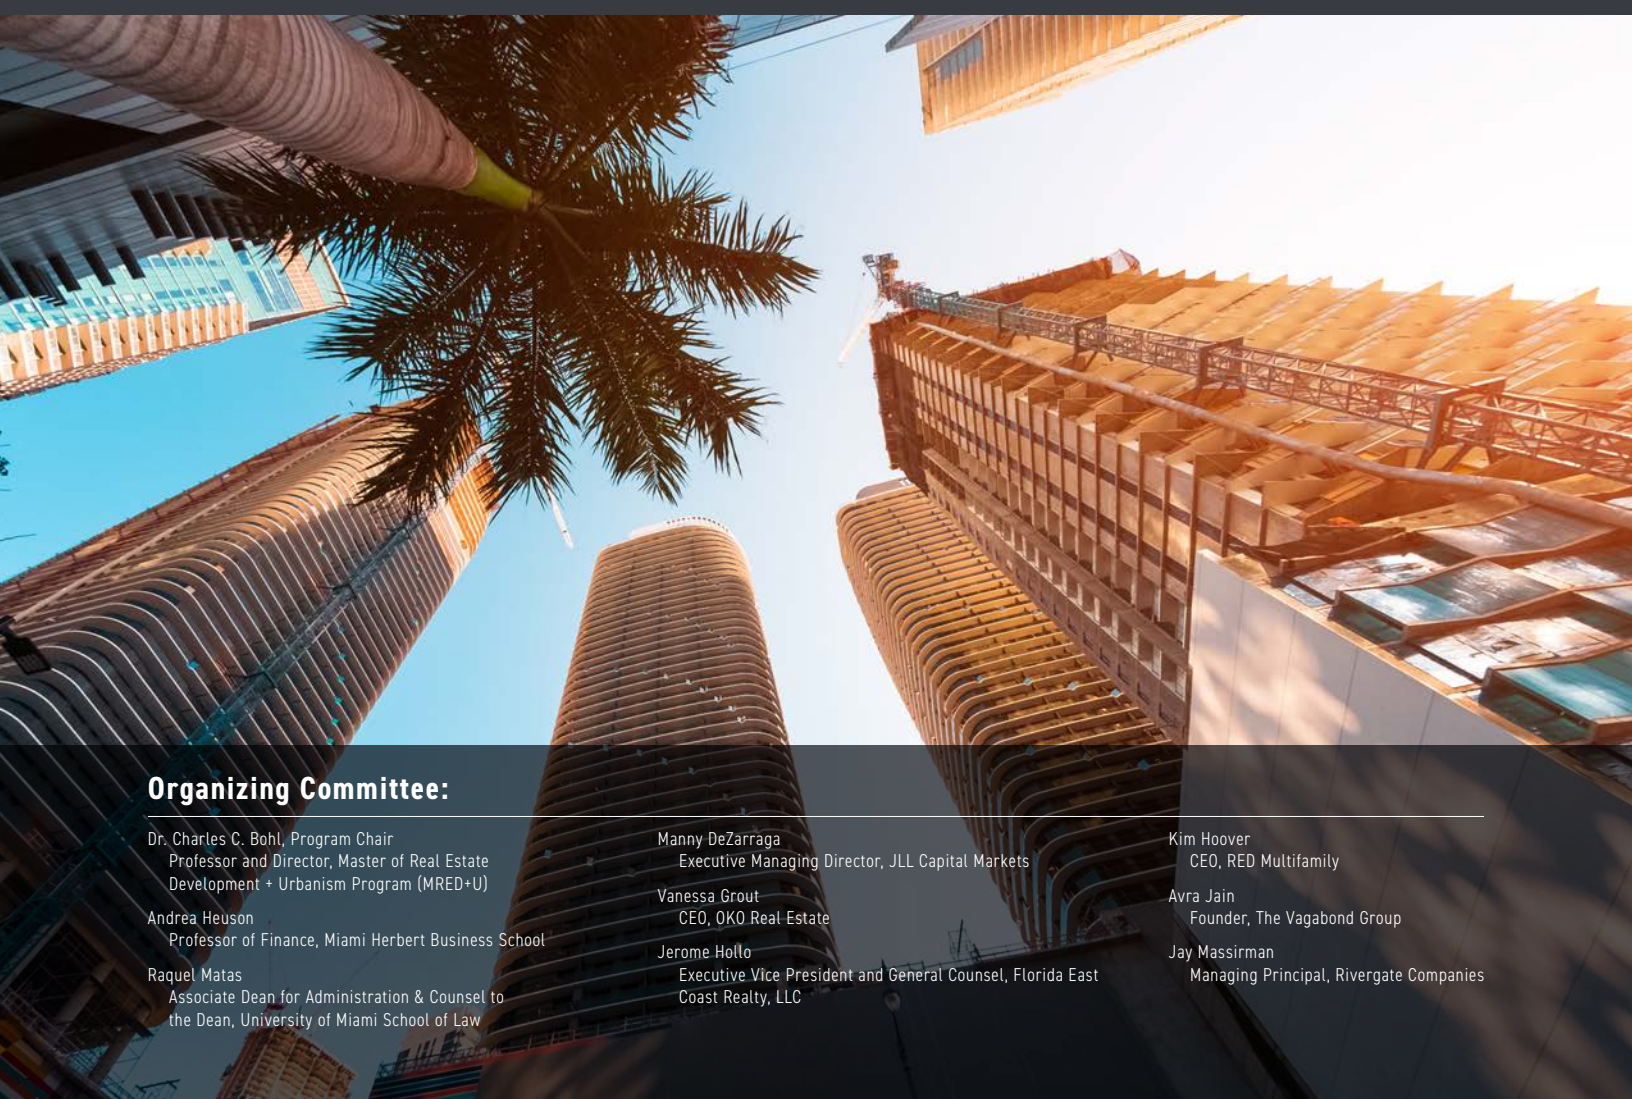 Organizing Committee:
Dr. Charles C. Bohl, Program Chair
Professor and Director, Master of Real Estate
Development + Urbanism Program (MRED+U)
Andrea Heuson
Professor of Finance, Miami Herbert Business School
Raquel Matas
Associate Dean for Administration & Counsel to
the Dean, University of Miami School of Law
Manny DeZarraga
Executive Managing Director, JLL Capital Markets
Vanessa Grout
CEO, OKO Real Estate
Jerome Hollo
Executive Vice President and General Counsel, Florida East
Coast Realty, LLC
Kim Hoover
CEO, RED Multifamily
Avra Jain
Founder, The Vagabond Group
Jay Massirman
Managing Principal, Rivergate Companies